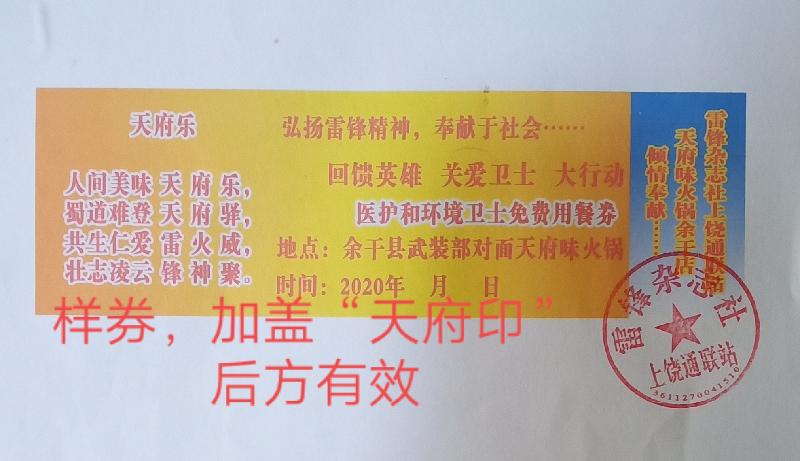 天府乐
人间美味天府乐，
蜀道难登天府驿，
共生仁爱雷火威，
壮志凌云锋神聚。
弘扬雷锋精神，奉献于社会……
回馈英雄 关爱卫士 大行动
医护和环境卫士免费用餐券
地点：余干县武装部对面天府味火锅
时间：2020年 月 日
雷锋杂志社上饶通联站
天府味火锅余干店
倾情奉献……
雷锋杂志社
上饶通联站
3611270041510
样券，加盖“天府印”
后方有效